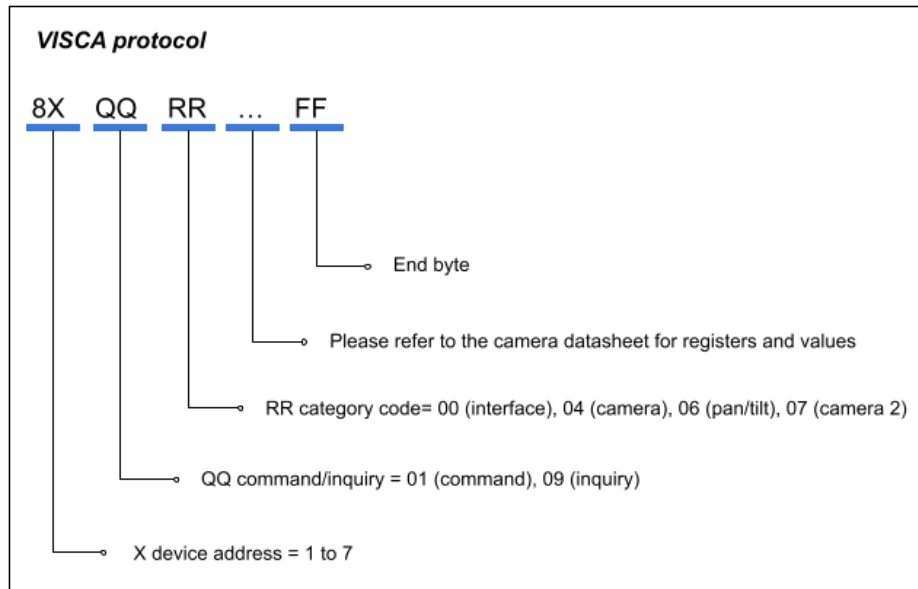 VISCA protocol
8X QQ RR ... FF
End byte
Please refer to the camera datasheet for registers and values
RR category code= 00 (interface), 04 (camera), 06 (pan/tilt), 07 (camera 2)
QQ command/inquiry = 01 (command), 09 (inquiry)
X device address = 1 to 7